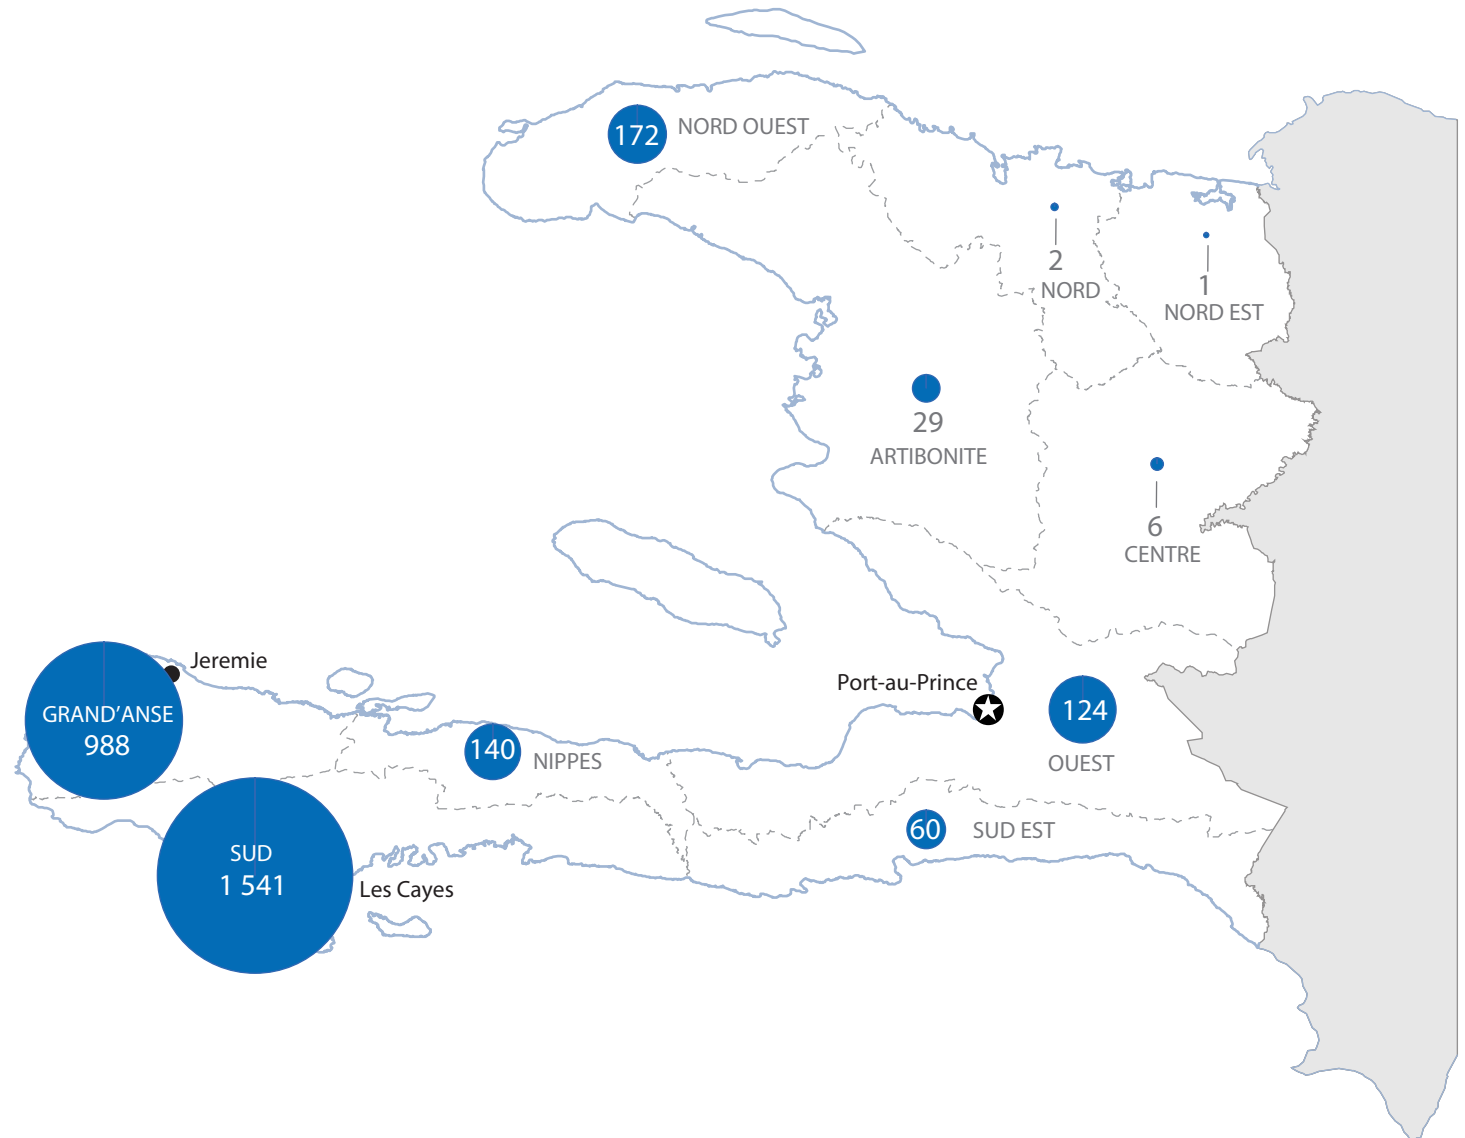 172
NORD OUEST
2
NORD
1
NORD EST
29
ARTIBONITE
6
CENTRE
Jeremie
GRAND’ANSE
988
Port-au-Prince
124
OUEST
140
NIPPES
60
SUD EST
SUD
1 541
Les Cayes